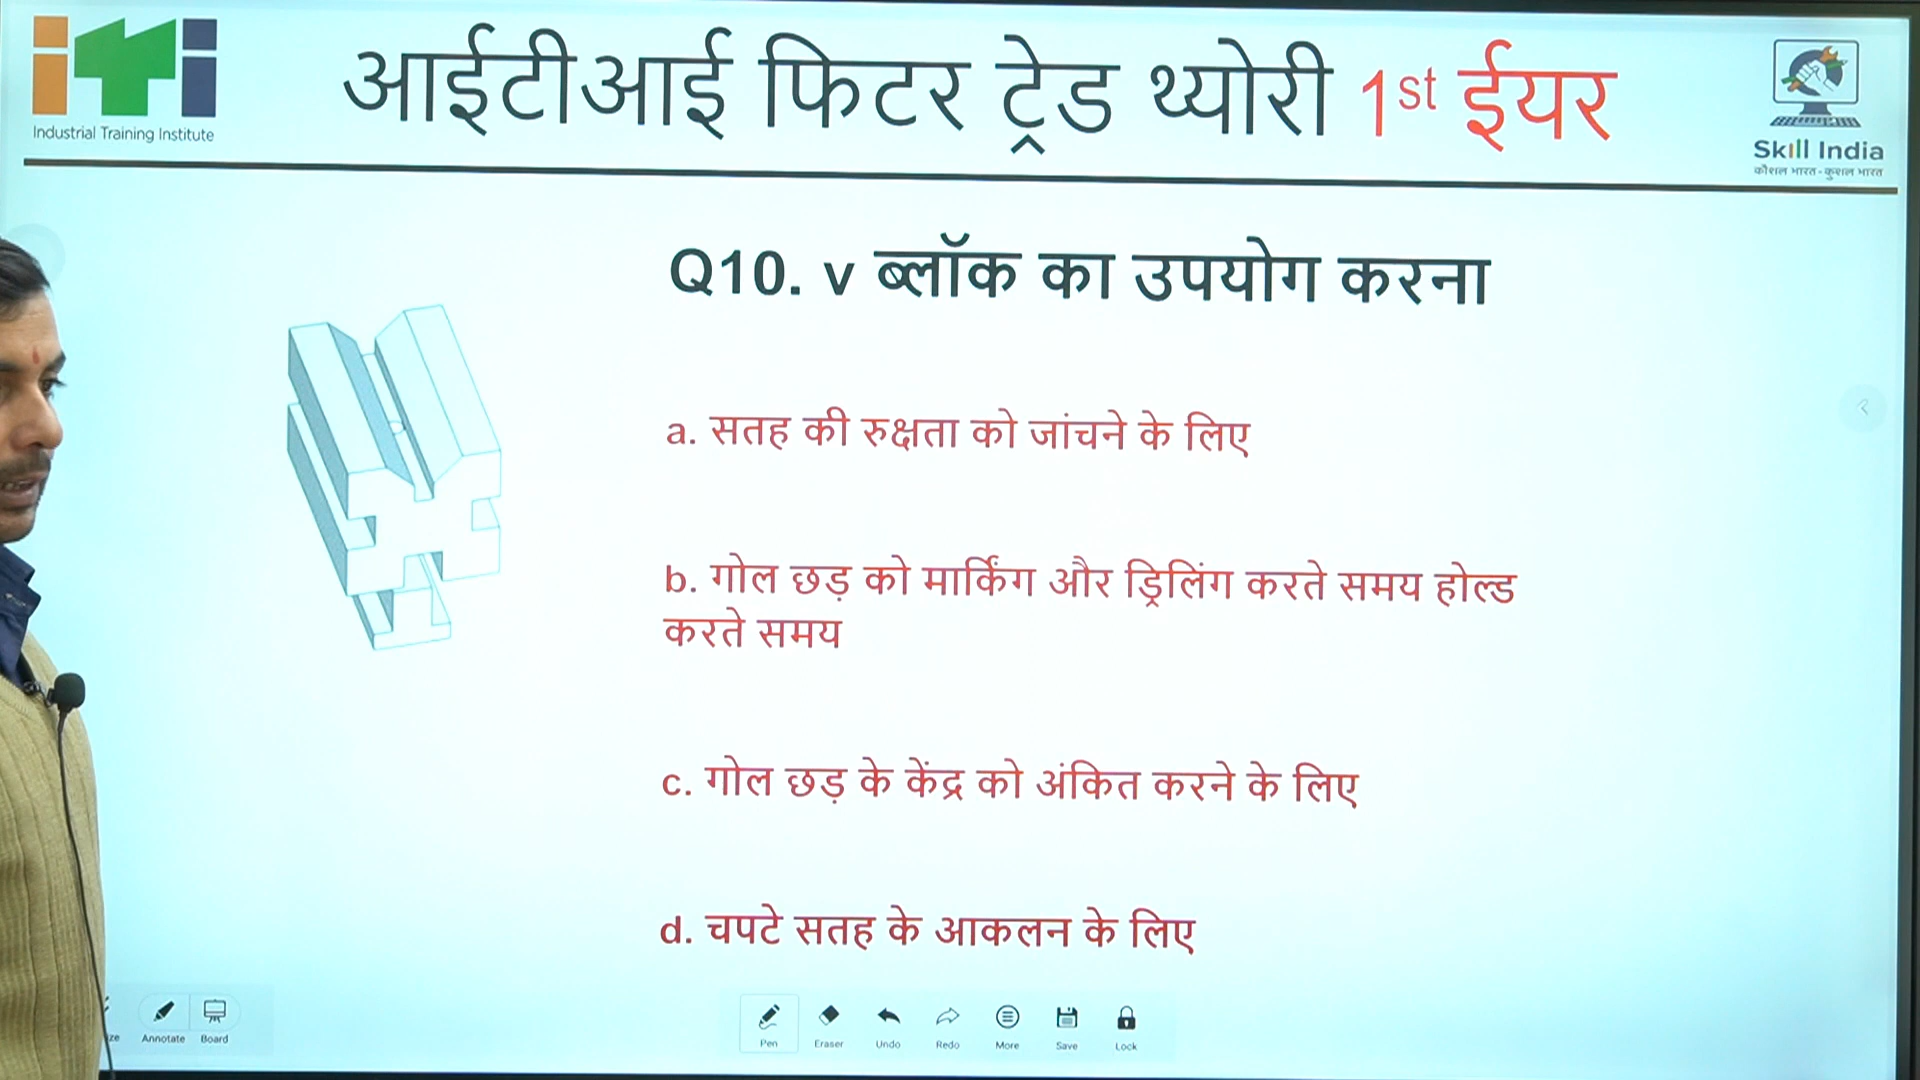 iTi
Industrial Training Institute
आईटीआई फिटर ट्रेड थ्योरी 1st ईयर
Skill India
कौशल भारत - कुशल भारत
Q10. v ब्लॉक का उपयोग करना
a. सतह की रुक्षता को जांचने के लिए
b. गोल छड़ को मार्किंग और ड्रिलिंग करते समय होल्ड
करते समय
c. गोल छड़ के केंद्र को अंकित करने के लिए
d. चपटे सतह के आकलन के लिए
Annotate Board
Pen Eraser Undo Redo More Save Lock